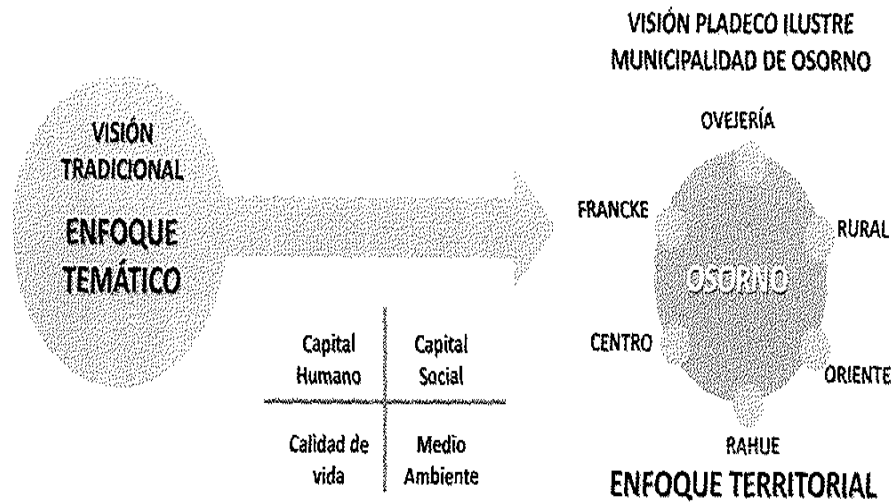 VISIÓN PLADECO ILUSTRE
MUNICIPALIDAD DE OSORNO
VISIÓN
TRADICIONAL
ENFOQUE
TEMÁTICO
Capital
Humano
Capital
Social
Calidad de
vida
Medio
Ambiente
OVEJERÍA
FRANCKE
RURAL
OSORNO
CENTRO
ORIENTE
RAHUE
ENFOQUE TERRITORIAL